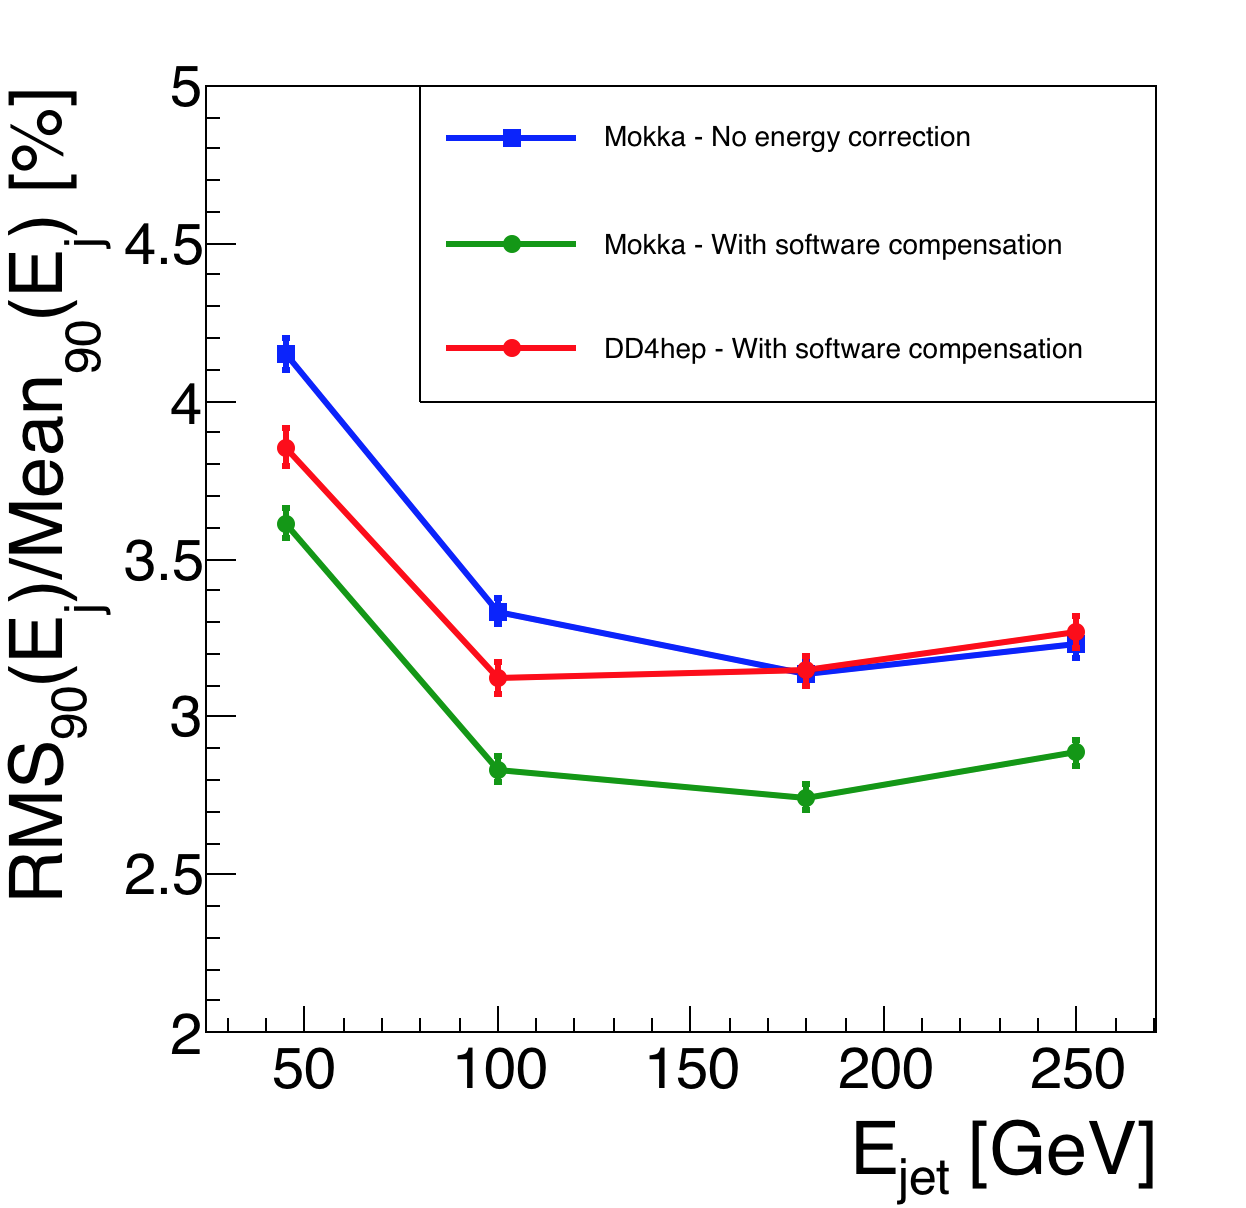 RMS90(Ej)/Mean90(Ej) [%]
5
4.5
4
3.5
3
2.5
2
Mokka - No energy correction
Mokka - With software compensation
DD4hep - With software compensation
50 100 150 200 250
Ejet [GeV]